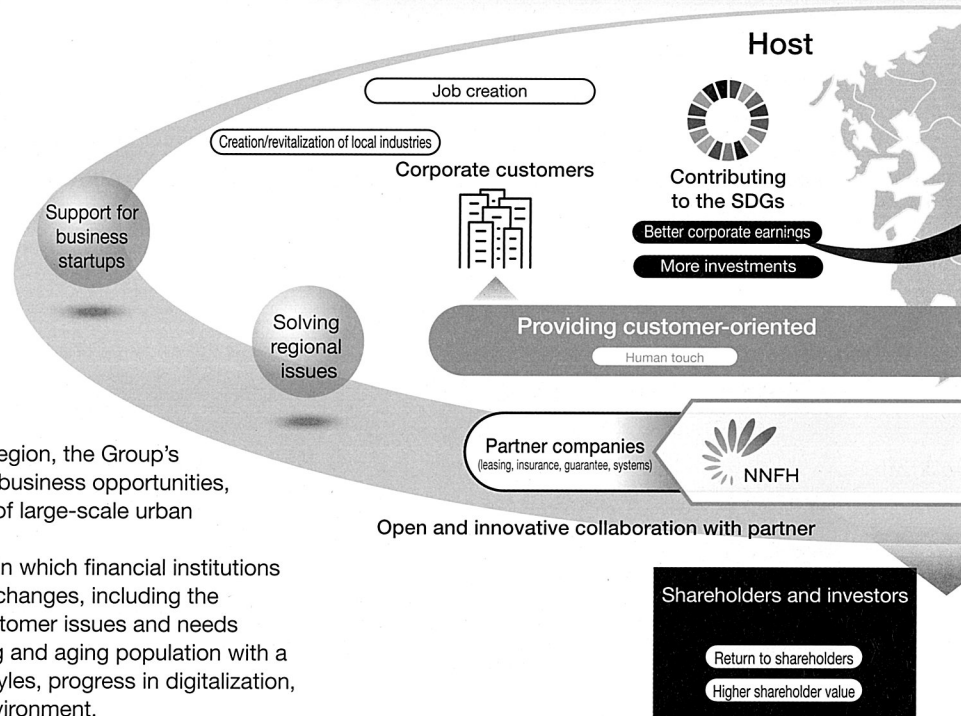 Host
Job creation
Creation/revitalization of local industries
Corporate customers
Contributing
to the SDGs
Better corporate earnings
More investments
Support for
business
startups
Solving
regional
issues
Providing customer-oriented
Human touch
Partner companies
(leasing, insurance, guarantee, systems)
NNFH
Open and innovative collaboration with partner
egion, the Group's
business opportunities,
of large-scale urban
n which financial institutions
changes, including the
tomer issues and needs
g and aging population with a
yles, progress in digitalization,
vironment.
Shareholders and investors
Return to shareholders
Higher shareholder value